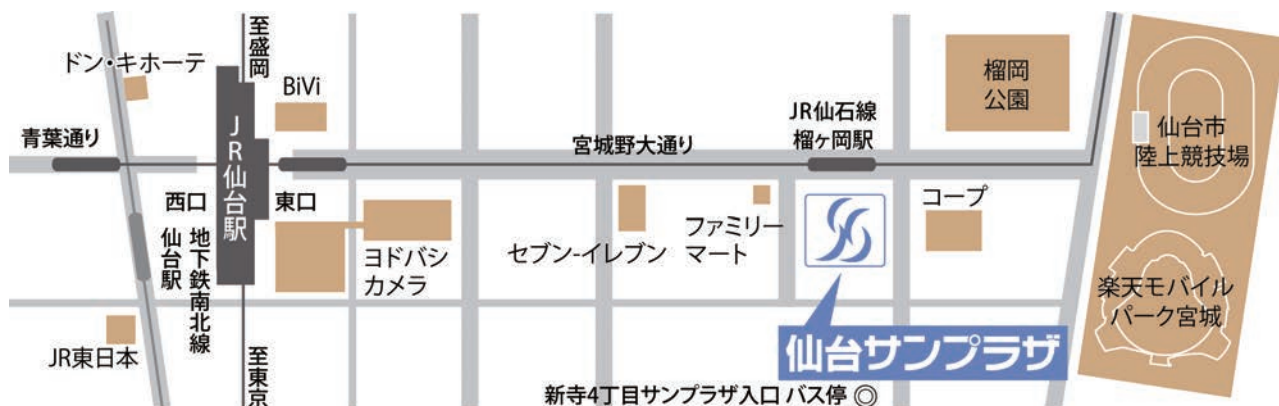 至盛岡
ドン・キホーテ
BiVi
青葉通り
JR仙台駅
宮城野大通り
JR仙石線
榴ヶ岡駅
榴岡
公園
仙台市
陸上競技場
西口
東口
地下鉄南北線
仙台駅
ヨドバシ
カメラ
セブン-イレブン
ファミリー
マート
コープ
楽天モバイル
パーク宮城
JR東日本
至東京
仙台サンプラザ
新寺4丁目サンプラザ入口 バス停 ◎